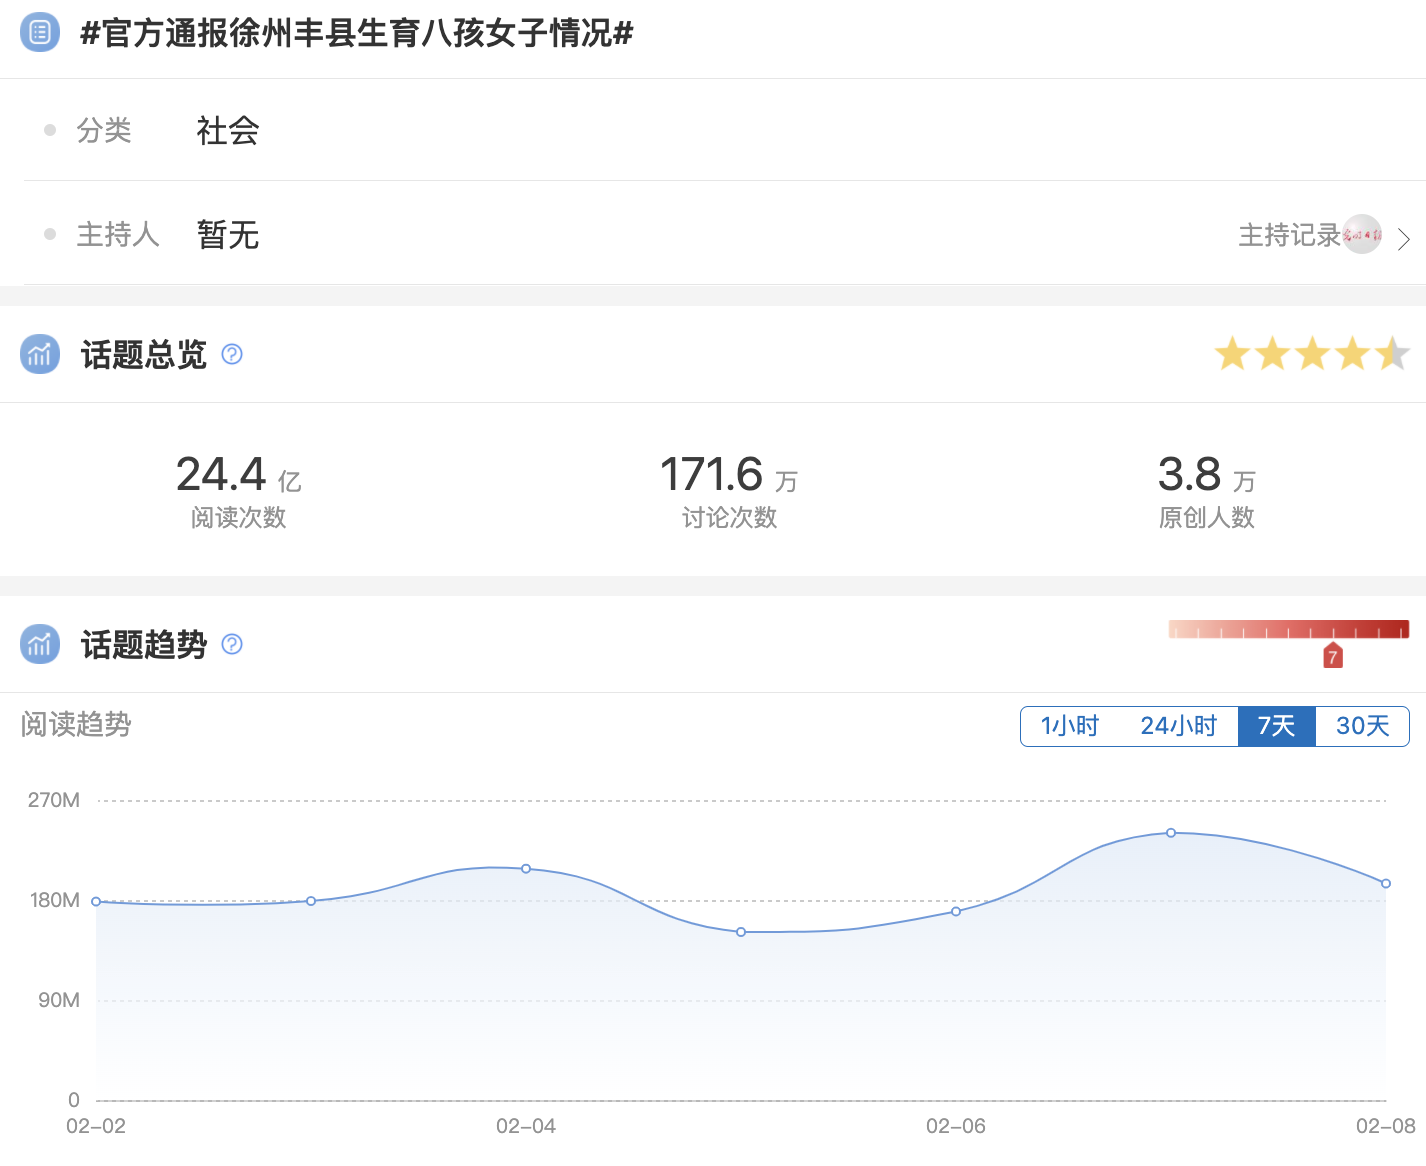 #官方通报徐州丰县生育八孩女子情况#
分类 社会
主持人 暂无 主持记录 光明日报
话题总览 ?
24.4 亿 171.6 万 3.8 万
阅读次数 讨论次数 原创人数
话题趋势 ?
7
阅读趋势 1小时 24小时 7天 30天
270M
180M
90M
0
02-02 02-04 02-06 02-08